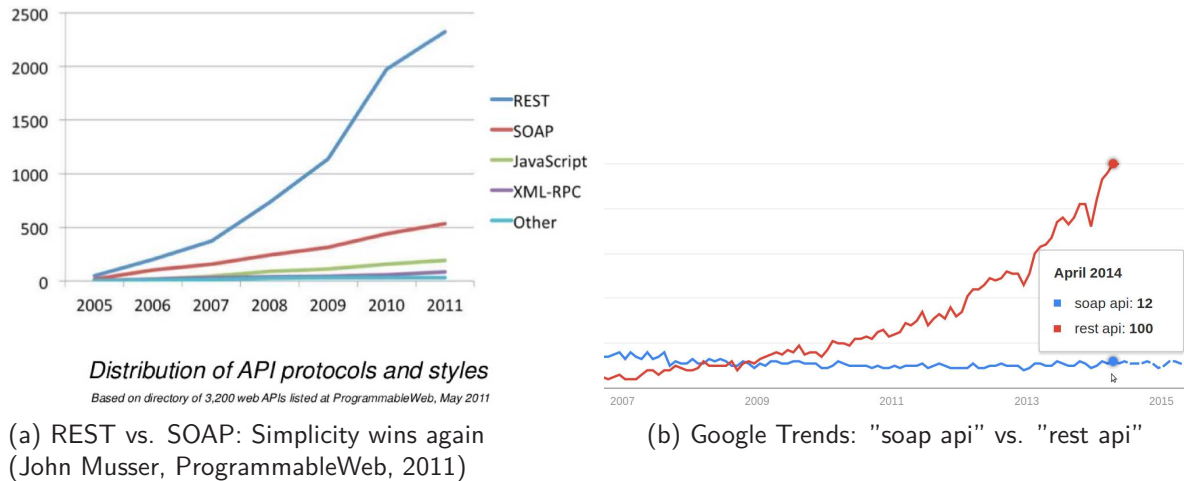 2500
2000
1500
1000
500
0
2005 2006 2007 2008 2009 2010 2011
REST
SOAP
JavaScript
XML-RPC
Other
Distribution of API protocols and styles
Based on directory of 3,200 web APIs listed at ProgrammableWeb, May 2011
(a) REST vs. SOAP: Simplicity wins again
(John Musser, ProgrammableWeb, 2011)
April 2014
soap api: 12
rest api: 100
2007 2009 2011 2013 2015
(b) Google Trends: ”soap api” vs. ”rest api”